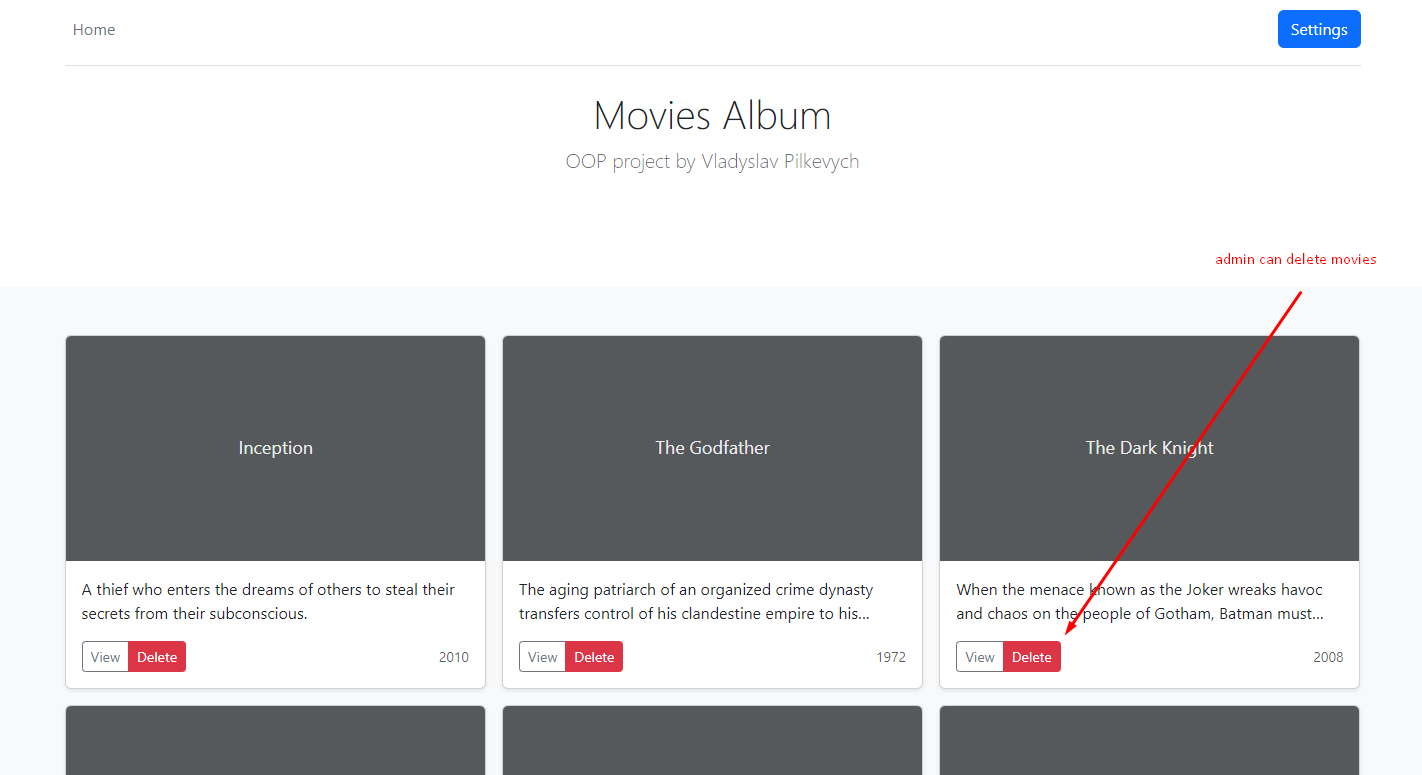 Home
Settings
Movies Album
OOP project by Vladyslav Pilkevych
admin can delete movies
Inception
The Godfather
The Dark Knight
A thief who enters the dreams of others to steal their
secrets from their subconscious.
View
Delete
2010
The aging patriarch of an organized crime dynasty
transfers control of his clandestine empire to his...
View
Delete
1972
When the menace known as the Joker wreaks havoc
and chaos on the people of Gotham, Batman must...
View
Delete
2008